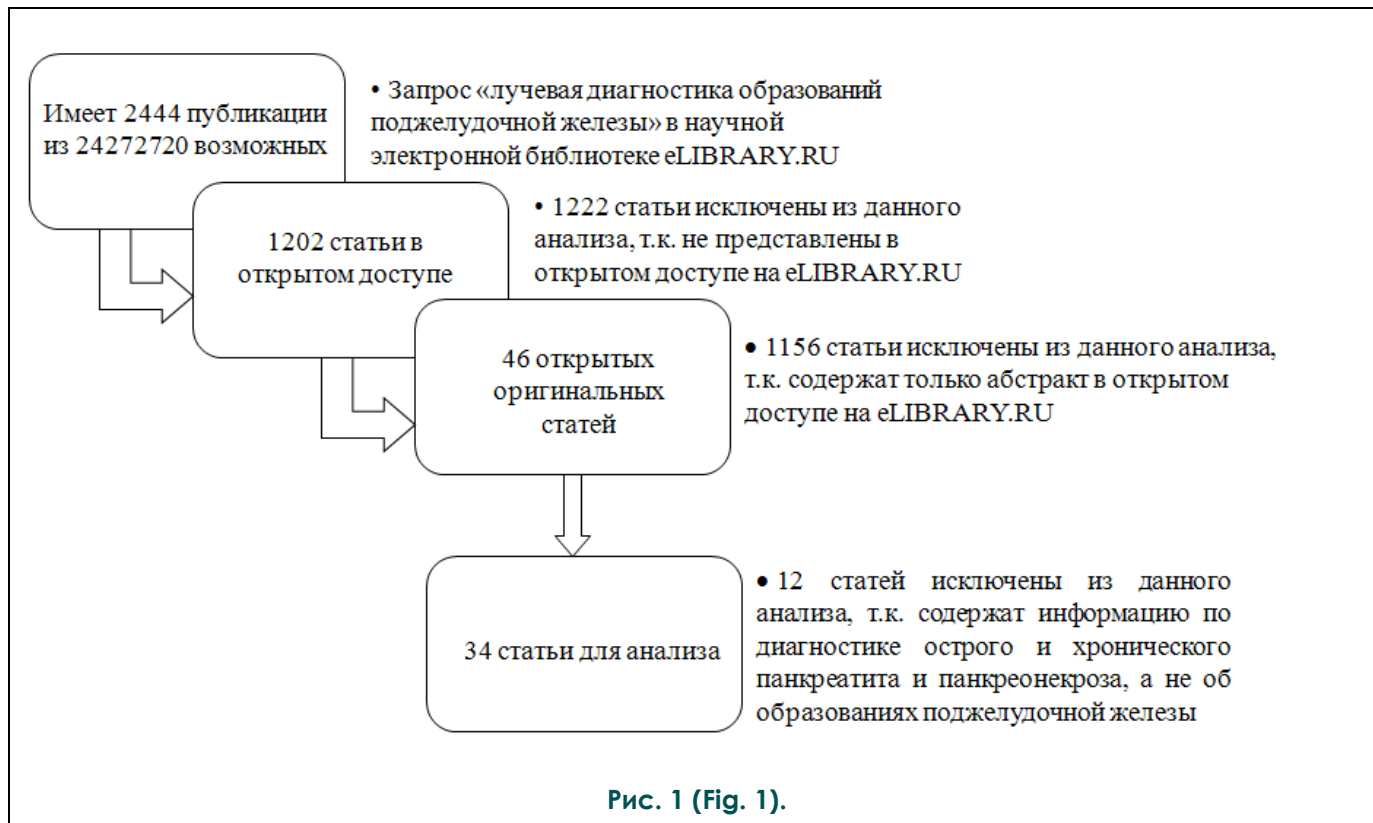 Имеет 2444 публикации
из 24272720 возможных
• Запрос «лучевая диагностика образований
поджелудочной железы» в научной
электронной библиотеке eLIBRARY.RU
1202 статьи в
открытом доступе
• 1222 статьи исключены из данного
анализа, т.к. не представлены в
открытом доступе на eLIBRARY.RU
46 открытых
оригинальных
статей
• 1156 статьи исключены из данного анализа,
т.к. содержат только абстракт в открытом
доступе на eLIBRARY.RU
34 статьи для анализа
• 12 статей исключены из данного
анализа, т.к. содержат информацию по
диагностике острого и хронического
панкреатита и панкреонекроза, а не об
образованиях поджелудочной железы
Рис. 1 (Fig. 1).